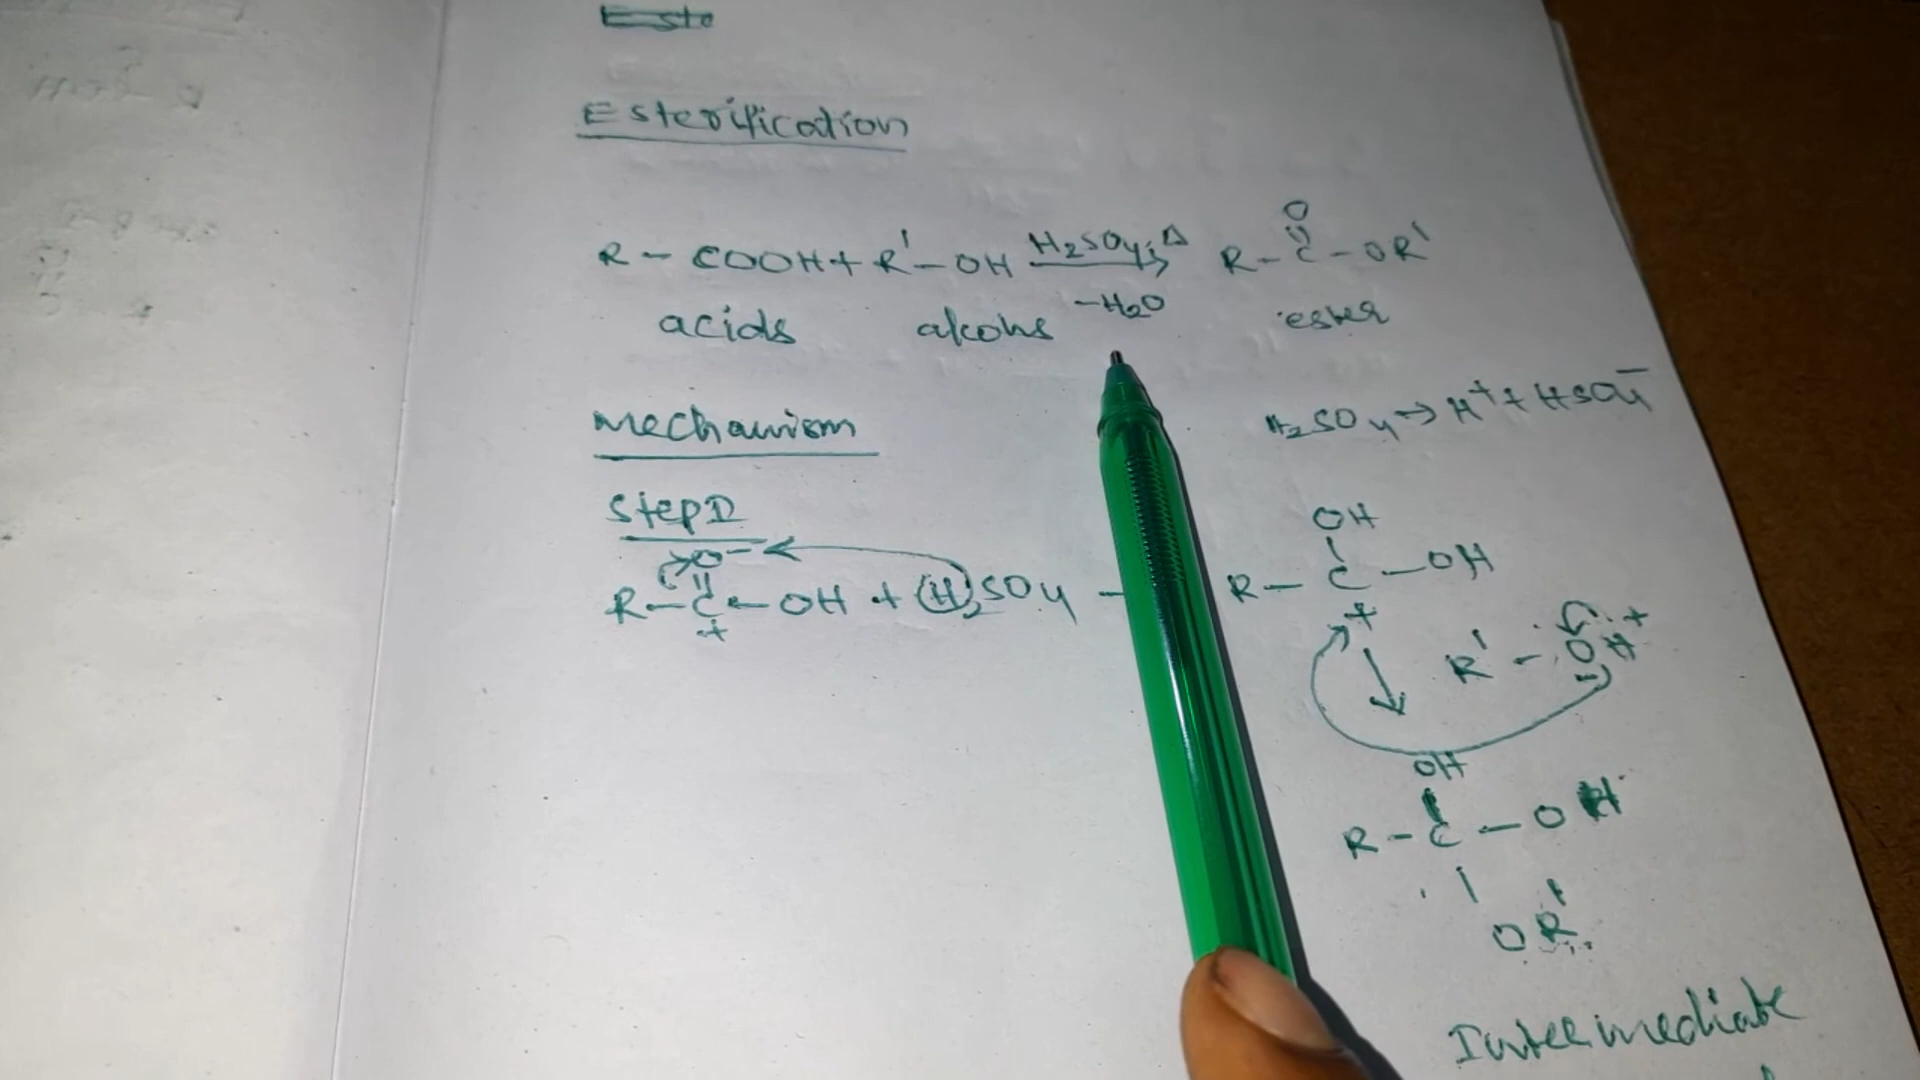 Este
Esterification
R - COOH + R' - OH H2SO4, Δ → R - C - OR'
O
-H2O
acids alcohs ester
Mechanism
H2SO4 → H+ + HSO4-
Step I
O-
R - C - OH + H2SO4 -
+
OH
R - C - OH
+
R' - OH +
OH
R - C - OH
OR'
Intermediate